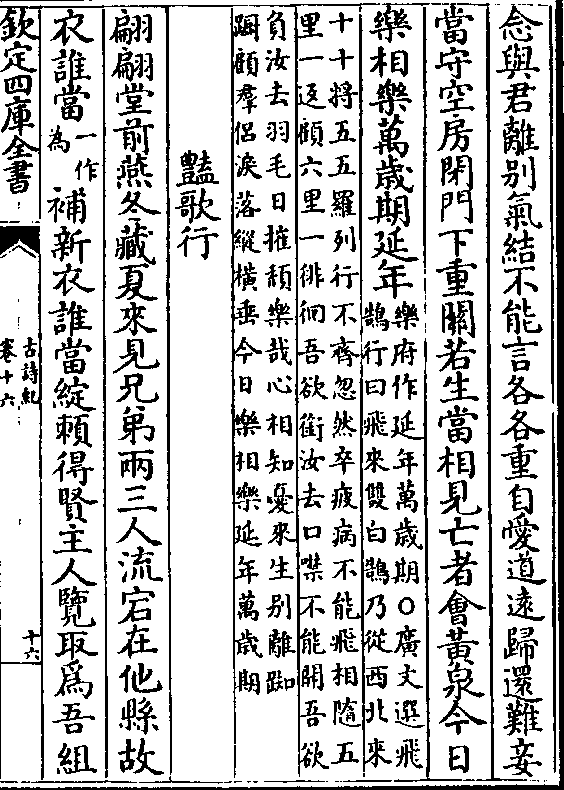 念與君離别氣結不能言各各重自愛道逺歸還難妾
當守空房閉門下重關若生當相見亡者會黄泉今日
樂相樂萬歳期延年
樂府作延年萬歲期○廣文選飛
鵠行曰飛來雙白鵠乃從西北來
十十將五五羅列行不齊忽然卒疲病不能飛相隨五
里一返顧六里一徘徊吾欲銜汝去口噤不能開吾欲
負汝去羽毛日摧頽樂哉心相知憂來生别離踟
蹰顧羣侶淚落縱橫垂今日樂相樂延年萬歲期
豔歌行
翩翩堂前燕冬藏夏來見兄弟兩三人流宕在他縣故
衣誰當一作為補新衣誰當綻頼得賢主人覽取爲吾組
欽定四庫全書
古詩紀
卷十六
十六